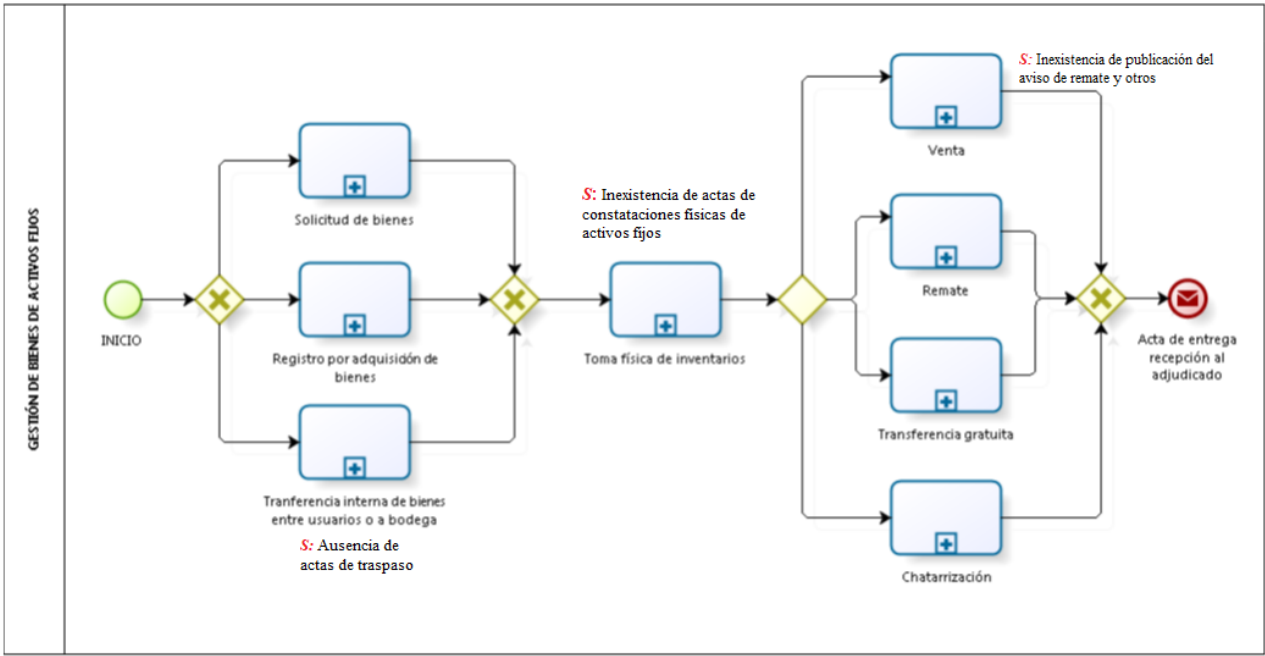 GESTIÓN DE BIENES DE ACTIVOS FIJOS
INICIO
Solicitud de bienes
Registro por adquisidón de
bienes
Tranferencia interna de bienes
entre usuarios o a bodega
S: Ausencia de
actas de traspaso
S: Inexistencia de actas de
constataciones físicas de
activos fijos
Toma física de inventarios
S: Inexistencia de publicación del
aviso de remate y otros
Venta
Remate
Transferencia gratuita
Chatarrización
Acta de entrega
recepción al
adjudicado